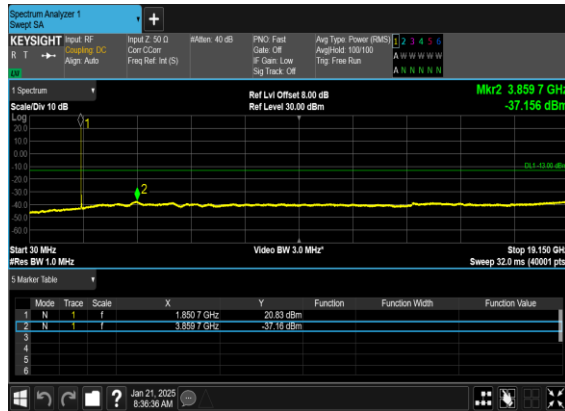 Spectrum Analyzer 1
Swept SA
+
KEYSIGHT Input: RF Input Z: 50 Ω #Atten: 40 dB PNO: Fast Avg Type: Power (RMS) 1 2 3 4 5 6
R T Coupling: DC Corr CCorr Gate: Off Avg|Hold: 100/100 A W W W W W
Align: Auto Freq Ref: Int (S) IF Gain: Low Trig: Free Run
Sig Track: Off A N N N N N
1 Spectrum Ref Lvl Offset 8.00 dB Mkr2 3.859 7 GHz
Scale/Div 10 dB Ref Level 30.00 dBm -37.156 dBm
Log
20.0
10.0
0.00
-10.0
DL1 -13.00 dBm
-20.0
-30.0
-40.0
-50.0
-60.0
1
2
Start 30 MHz Video BW 3.0 MHz* Stop 19.150 GHz
#Res BW 1.0 MHz Sweep 32.0 ms (40001 pts)
5 Marker Table
Mode Trace Scale X Y Function Function Width Function Value
1 N 1 f 1.850 7 GHz 20.83 dBm
2 N 1 f 3.859 7 GHz -37.16 dBm
3
4
5
6
? Jan 21, 2025
8:36:36 AM